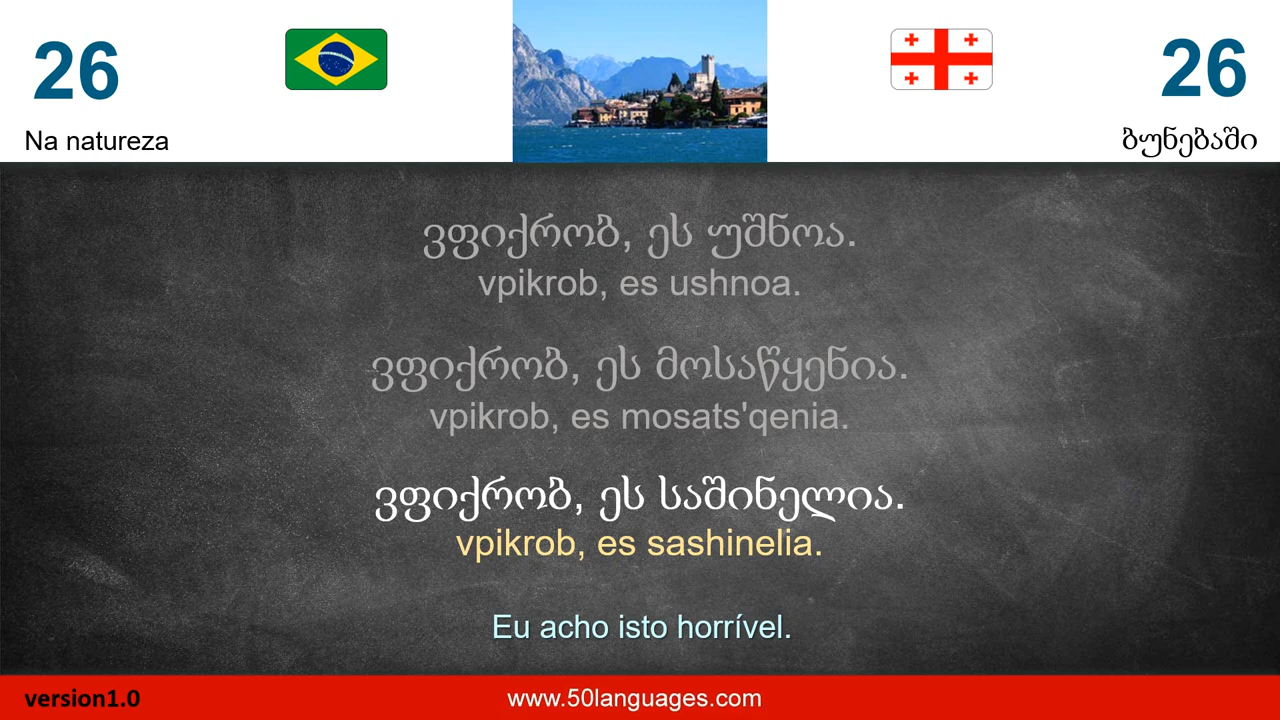 26
26
Na natureza
ბუნებაში
ვფიქრობ, ეს უშნოა.
vpikrob, es ushnoa.
ვფიქრობ, ეს მოსაწყენია.
vpikrob, es mosats'qenia.
ვფიქრობ, ეს საშინელია.
vpikrob, es sashinelia.
Eu acho isto horrível.
version1.0
www.50languages.com